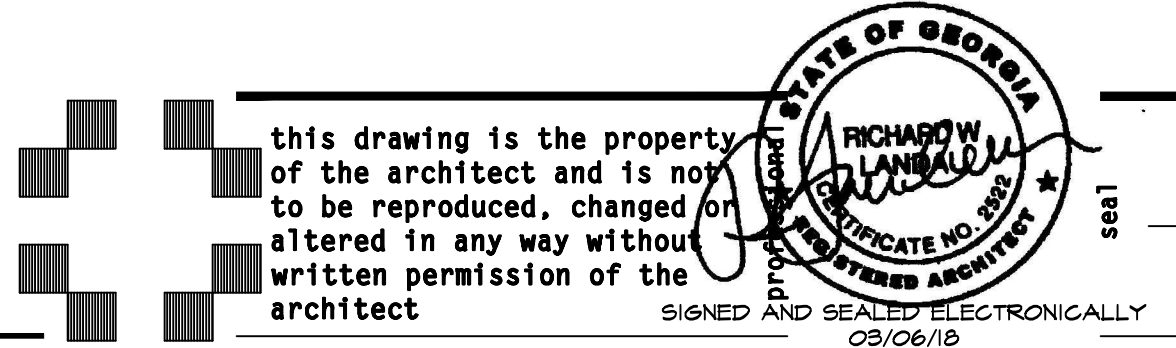 this drawing is the property
of the architect and is not
to be reproduced, changed or
altered in any way without
written permission of the
architect
professional
STATE OF GEORGIA
RICHARD W
CERTIFICATE NO. 2522
REGISTERED ARCHITECT
seal
SIGNED AND SEALED ELECTRONICALLY
03/06/18